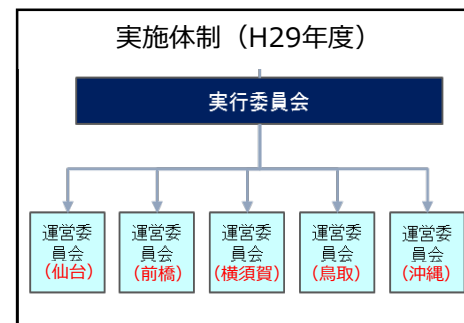 実施体制（H29年度）
実行委員会
運営委
員会
（仙台）
運営委
員会
（前橋）
運営委
員会
（横須賀）
運営委
員会
（鳥取）
運営委
員会
（沖縄）